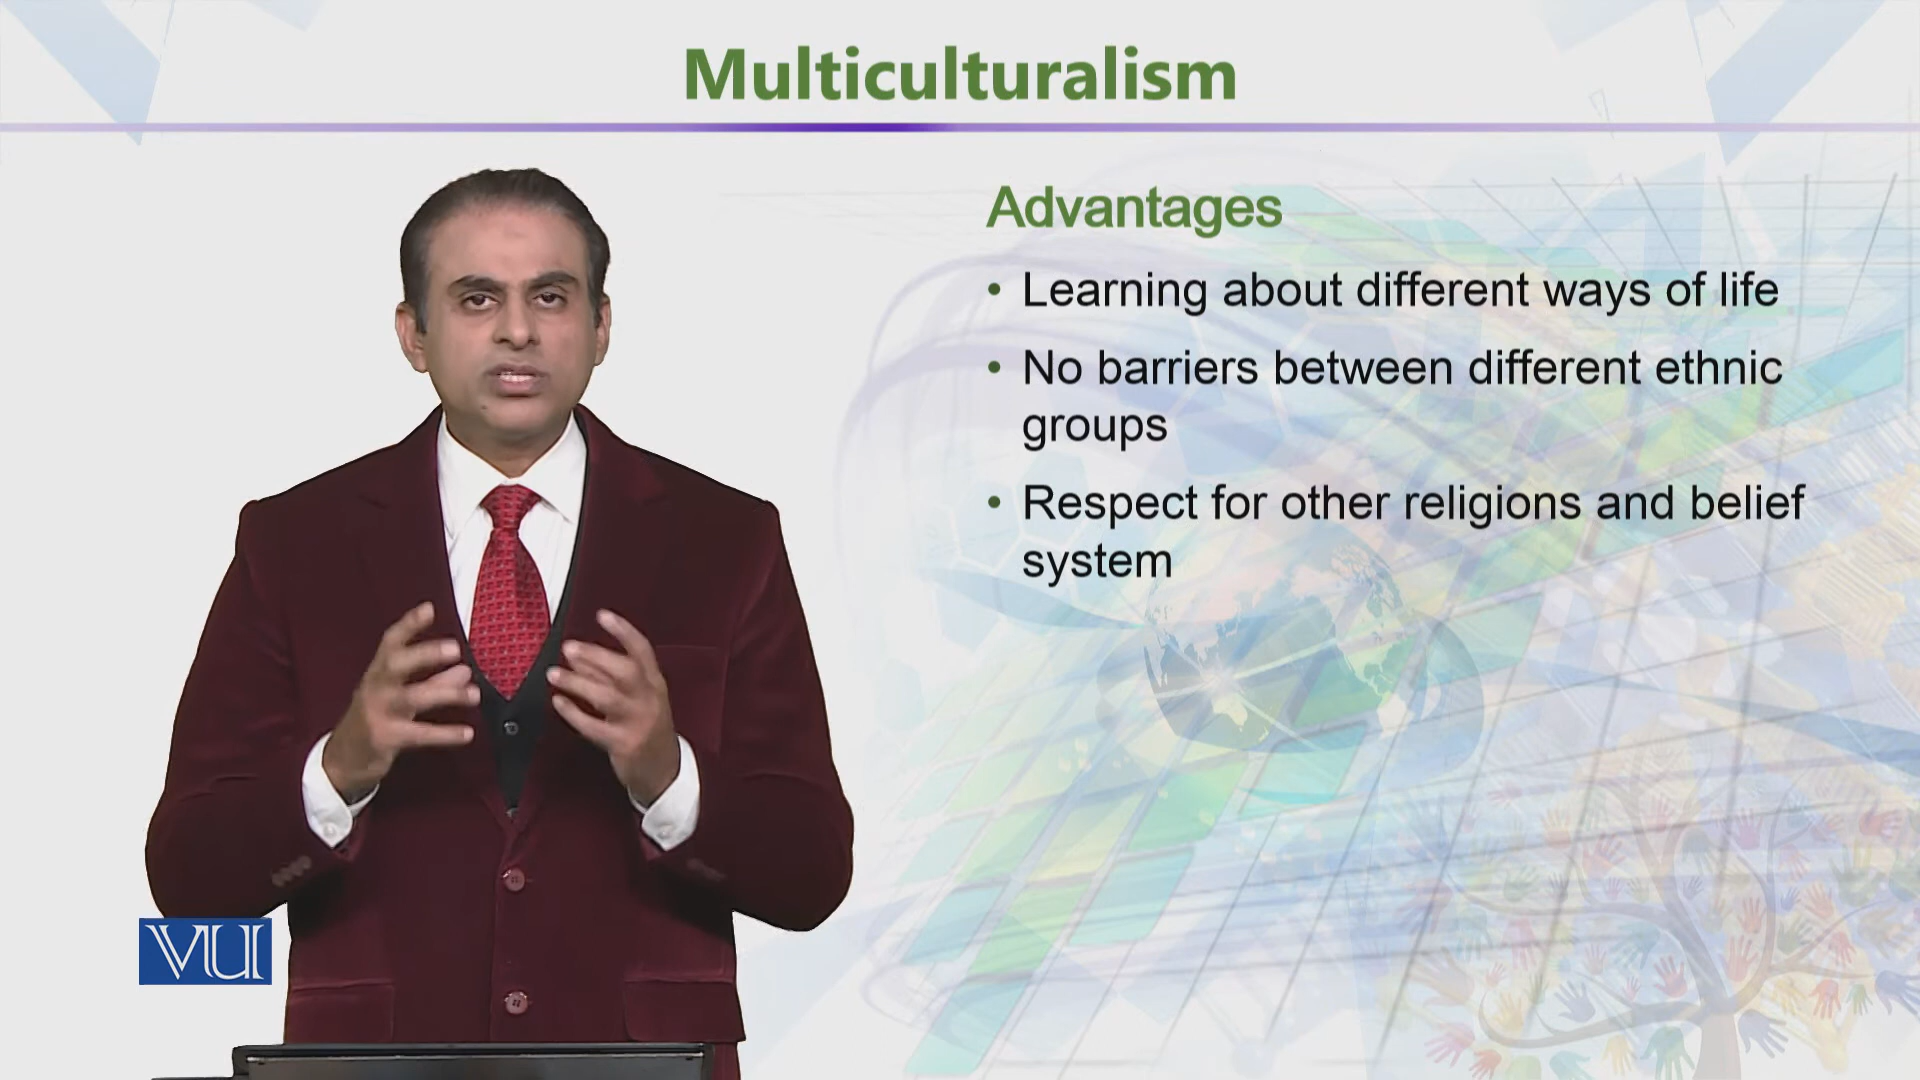 Multiculturalism
Advantages
• Learning about different ways of life
• No barriers between different ethnic
groups
• Respect for other religions and belief
system
VU